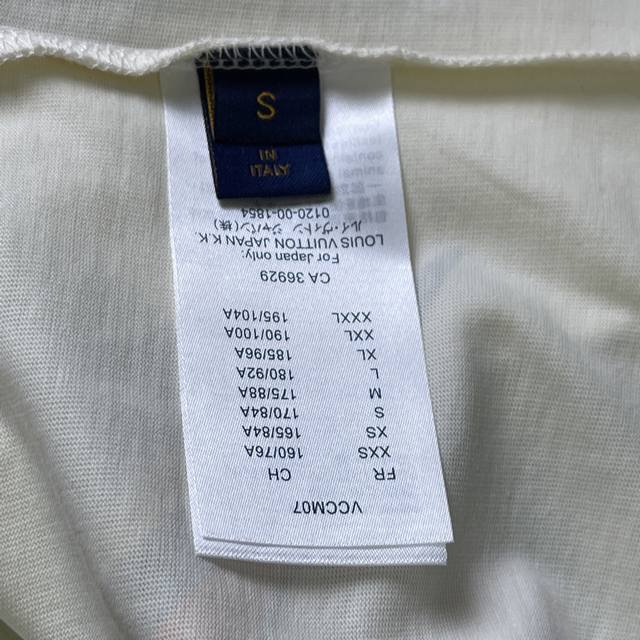 S
IN
ITALY
VCCM07
FR CH
XXS 160/76A
XS 165/84A
S 170/84A
M 175/88A
L 180/92A
XL 185/96A
XXL 190/100A
XXXL 195/104A
CA 36929
For Japan only:
LOUIS VUITTON JAPAN K.K.
ルイ・ヴィトン ジャパン(株)
0120-00-1854